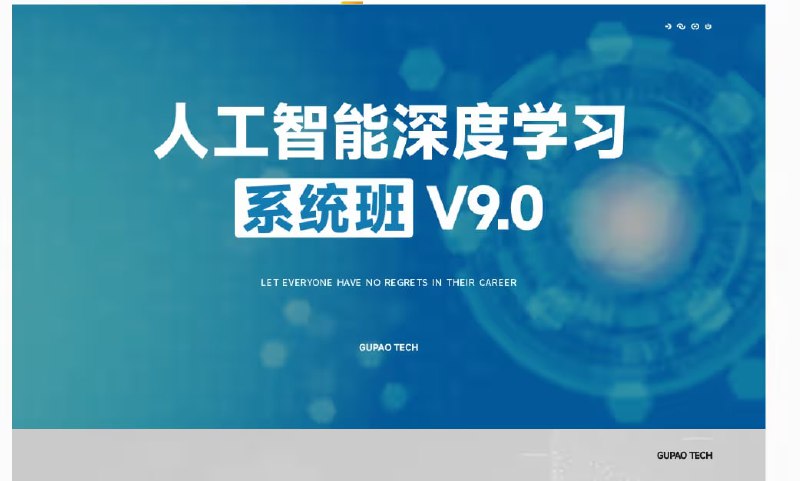 人工智能深度学习
系统班 V9.0
LET EVERYONE HAVE NO REGRETS IN THEIR CAREER
GUPAO TECH
GUPAO TECH